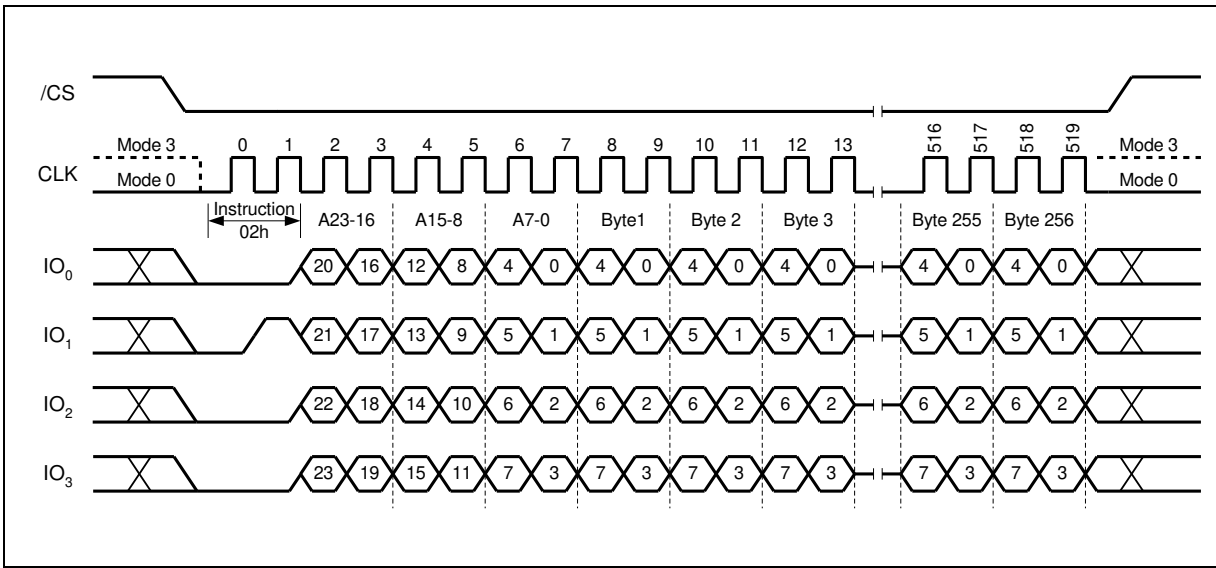 /CS
Mode 3 0 1 2 3 4 5 6 7 8 9 10 11 12 13 516 517 518 519 Mode 3
CLK
Mode 0 Mode 0
Instruction
02h
A23-16 A15-8 A7-0 Byte1 Byte 2 Byte 3 Byte 255 Byte 256
IO0 20 16 12 8 4 0 4 0 4 0 4 0 4 0 4 0
IO1 21 17 13 9 5 1 5 1 5 1 5 1 5 1 5 1
IO2 22 18 14 10 6 2 6 2 6 2 6 2 6 2 6 2
IO3 23 19 15 11 7 3 7 3 7 3 7 3 7 3 7 3